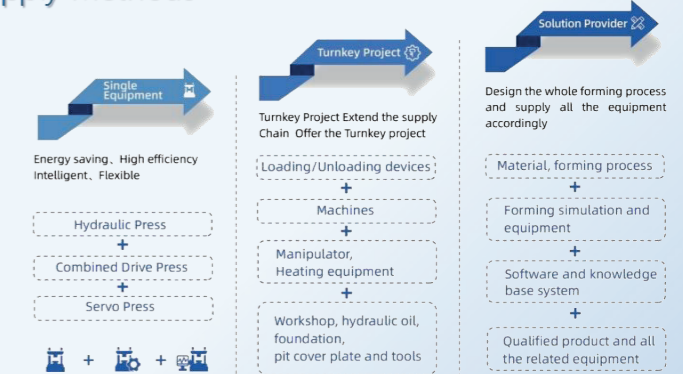 Supply Methods
Single
Equipment
Energy saving、High efficiency
Intelligent、Flexible
Hydraulic Press
+
Combined Drive Press
+
Servo Press
+ +
Turnkey Project
Turnkey Project Extend the supply
Chain Offer the Turnkey project
Loading/Unloading devices
+
Machines
+
Manipulator,
Heating equipment
+
Workshop, hydraulic oil,
foundation,
pit cover plate and tools
Solution Provider
Design the whole forming process
and supply all the equipment
accordingly
Material, forming process
+
Forming simulation and
equipment
+
Software and knowledge
base system
+
Qualified product and all
the related equipment